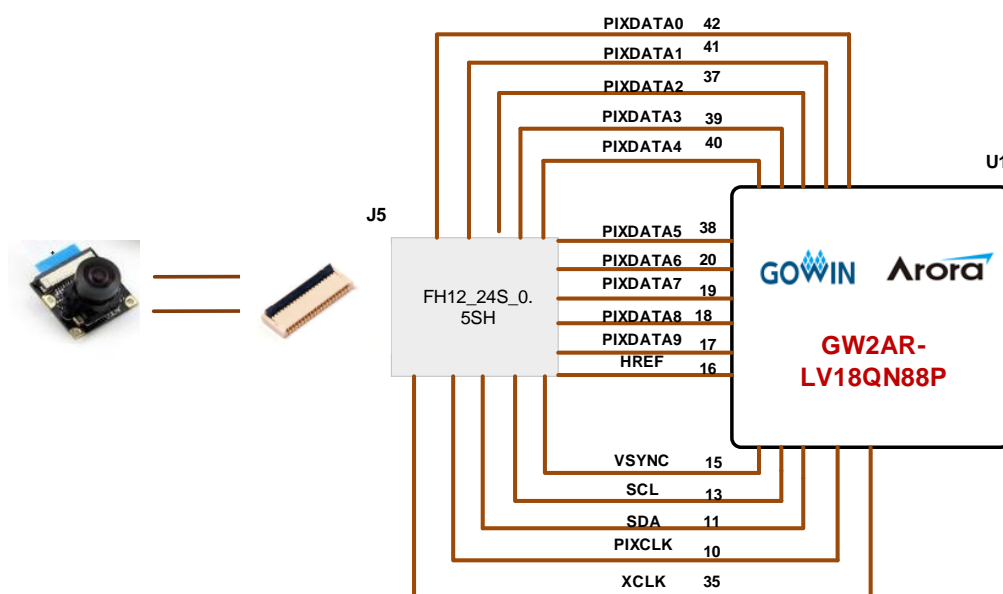 PIXDATA0 42
PIXDATA1 41
PIXDATA2 37
PIXDATA3 39
PIXDATA4 40
U1
J5
PIXDATA5 38
PIXDATA6 20
PIXDATA7 19
PIXDATA8 18
PIXDATA9 17
HREF 16
FH12_24S_0.
5SH
GOWIN Arora
GW2AR-
LV18QN88P
VSYNC 15
SCL 13
SDA 11
PIXCLK 10
XCLK 35